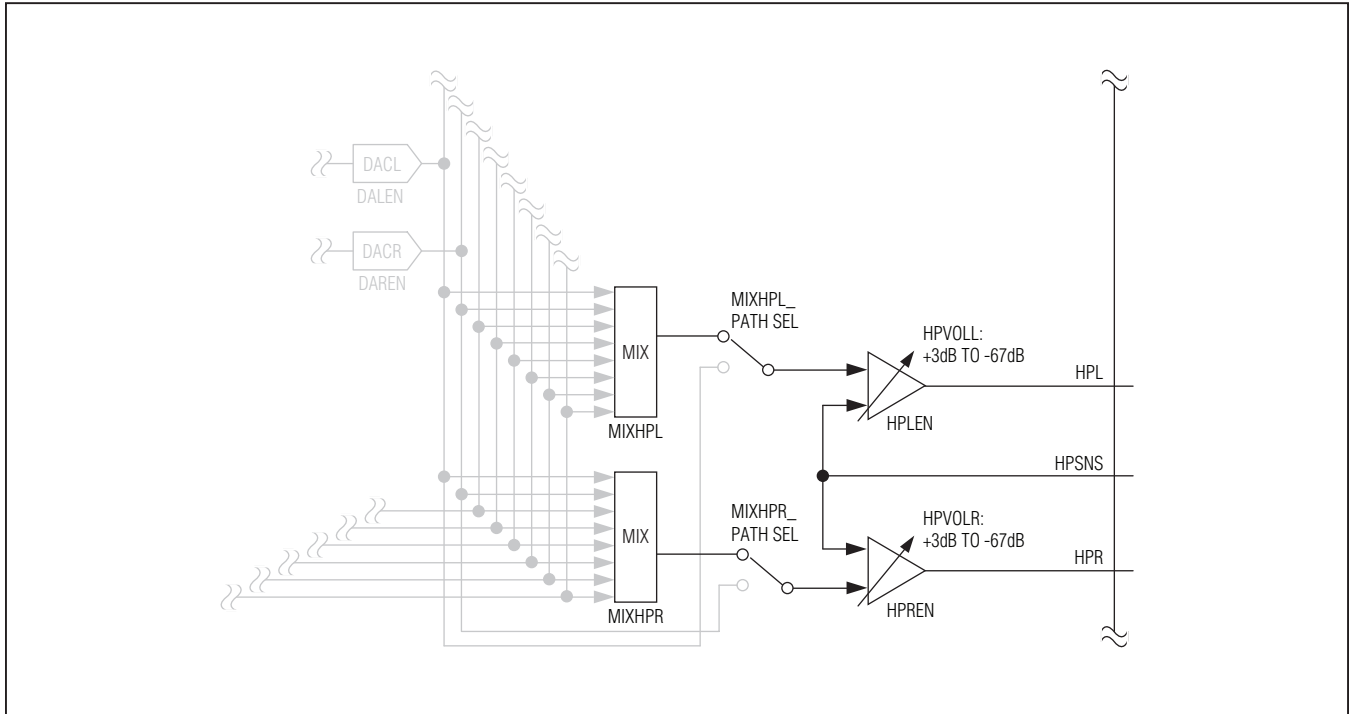 DACL
DALEN
DACR
DAREN
MIX
MIXHPL
MIXHPL_
PATH SEL
HPVOLL:
+3dB TO -67dB
HPLEN
HPL
HPSNS
MIX
MIXHPR
MIXHPR_
PATH SEL
HPVOLR:
+3dB TO -67dB
HPREN
HPR